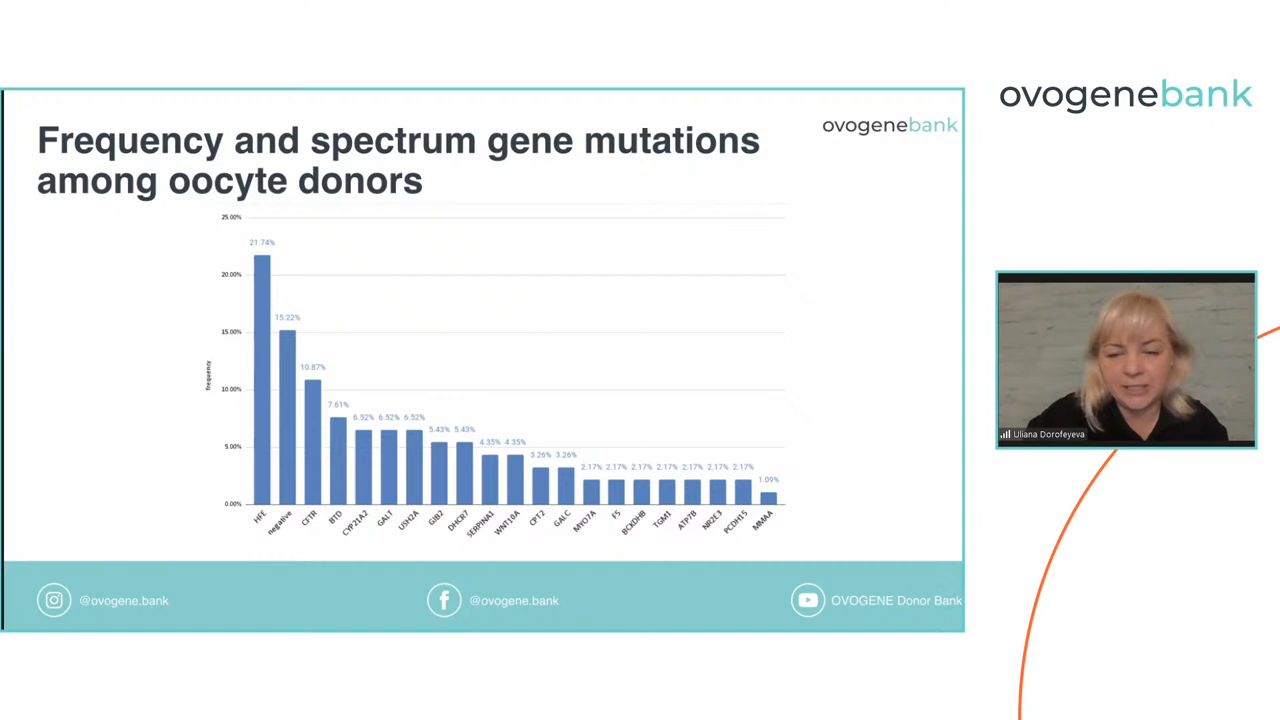 ovogenebank
Frequency and spectrum gene mutations
among oocyte donors
ovogenebank
25.00%
20.00%
15.00%
10.00%
5.00%
0.00%
frequency
21.74%
15.22%
10.87%
7.61%
6.52% 6.52% 6.52%
5.43% 5.43%
4.35% 4.35%
3.26% 3.26%
2.17% 2.17% 2.17% 2.17% 2.17% 2.17% 2.17%
1.09%
HFE negative CFTR BTD CYP21A2 GALT USH2A GJB2 DHCR7 SERPINA1 WNT10A CPT2 GALC MYO7A F5 BCKDHB TGM1 ATP7B NR2E3 PCDH15 MMAA
Uliana Dorofeyeva
@ovogene.bank
@ovogene.bank
OVOGENE Donor Bank